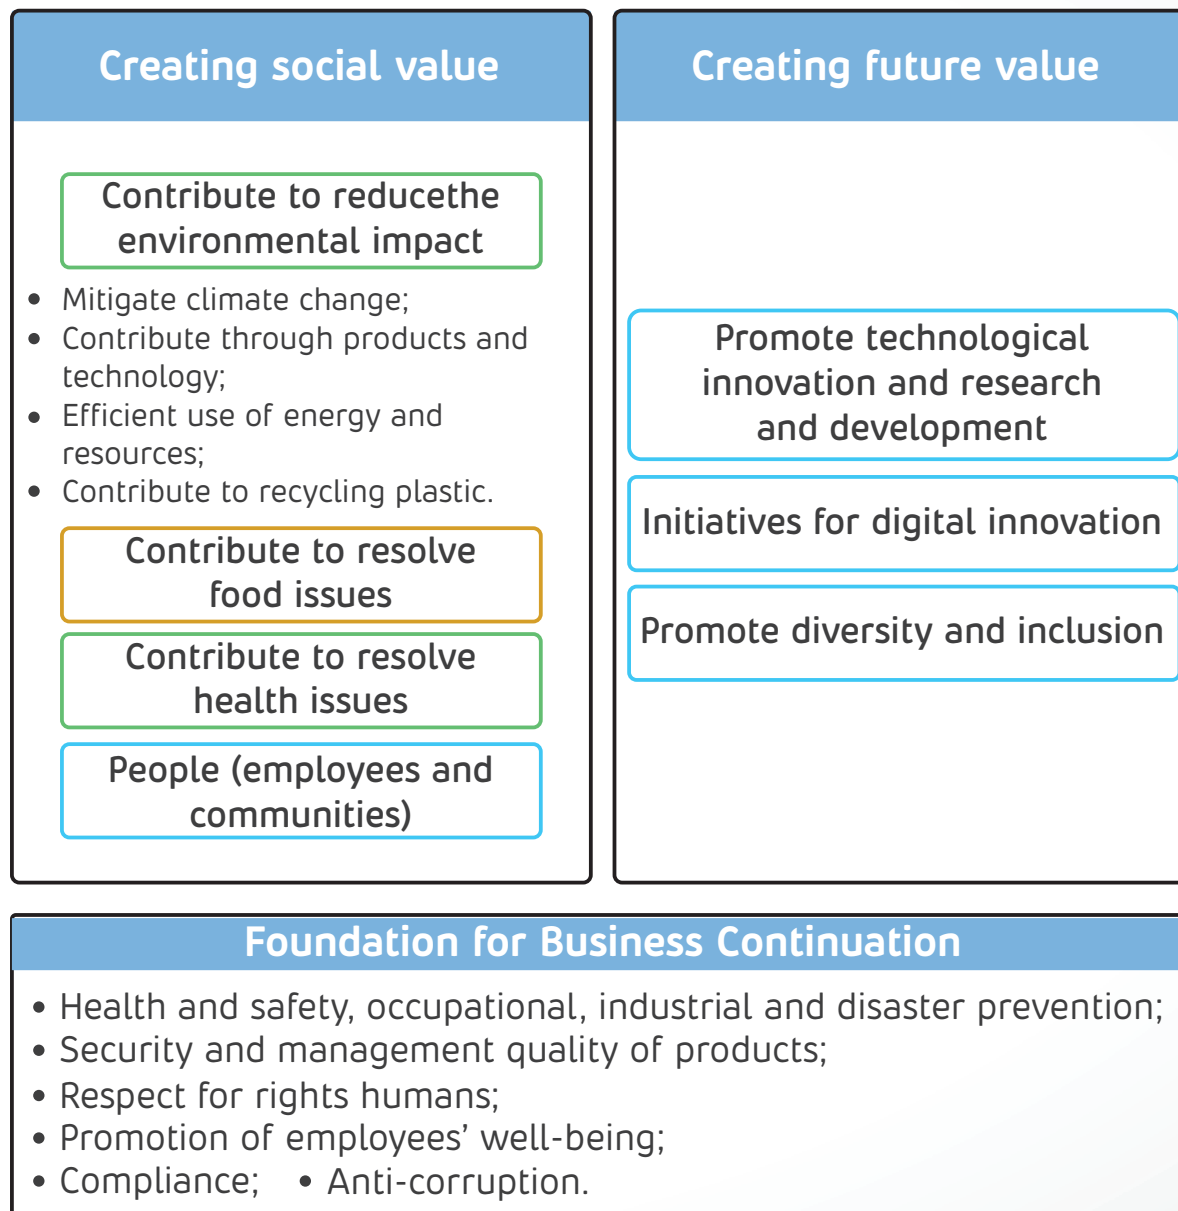 Creating social value
Contribute to reducethe
environmental impact
• Mitigate climate change;
• Contribute through products and
technology;
• Efficient use of energy and
resources;
• Contribute to recycling plastic.
Contribute to resolve
food issues
Contribute to resolve
health issues
People (employees and
communities)
Creating future value
Promote technological
innovation and research
and development
Initiatives for digital innovation
Promote diversity and inclusion
Foundation for Business Continuation
• Health and safety, occupational, industrial and disaster prevention;
• Security and management quality of products;
• Respect for rights humans;
• Promotion of employees’ well-being;
• Compliance; • Anti-corruption.